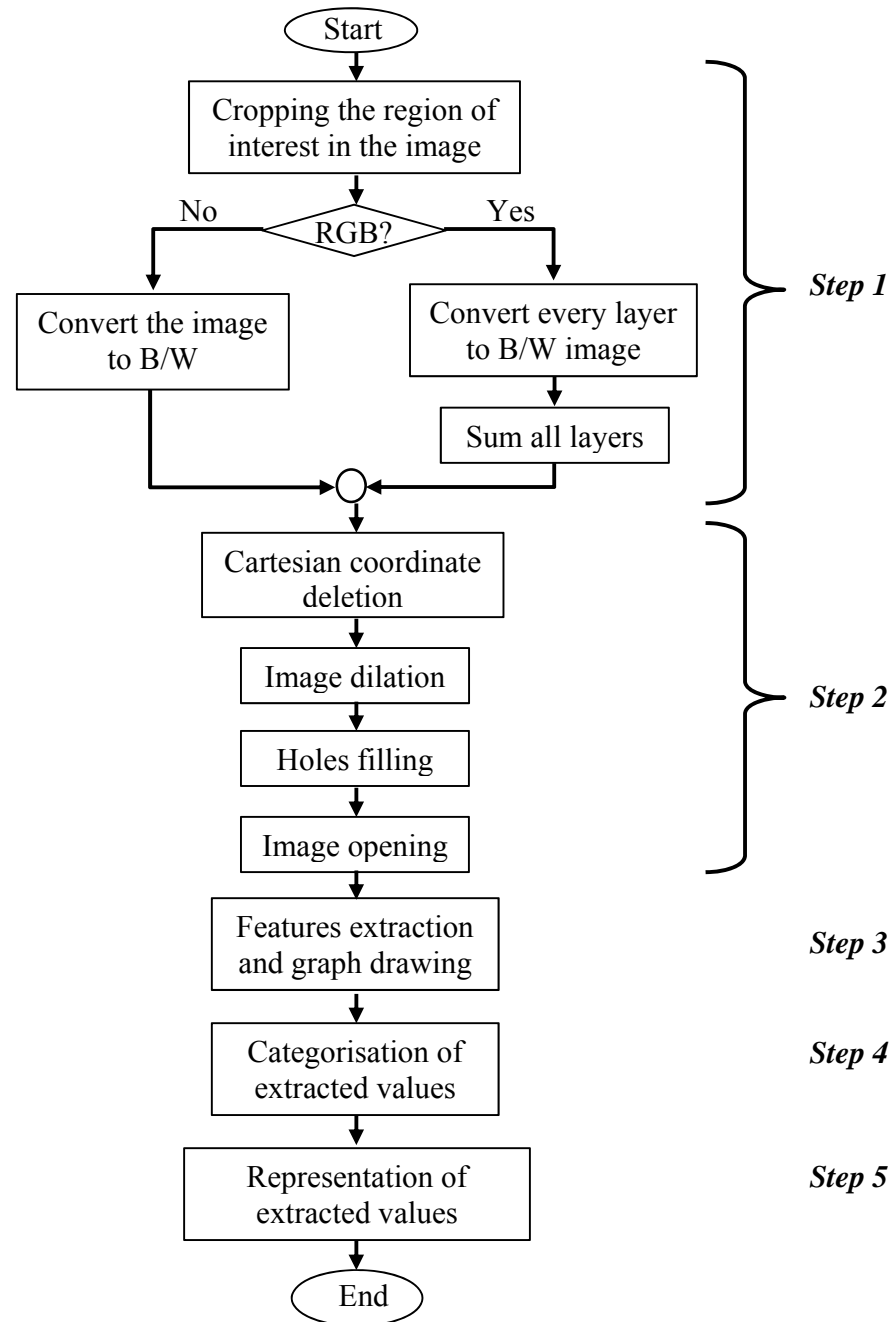 Start
Cropping the region of
interest in the image
No
Yes
RGB?
Step 1
Convert the image
to B/W
Convert every layer
to B/W image
Sum all layers
Cartesian coordinate
deletion
Image dilation
Step 2
Holes filling
Image opening
Features extraction
and graph drawing
Step 3
Categorisation of
extracted values
Step 4
Representation of
extracted values
Step 5
End